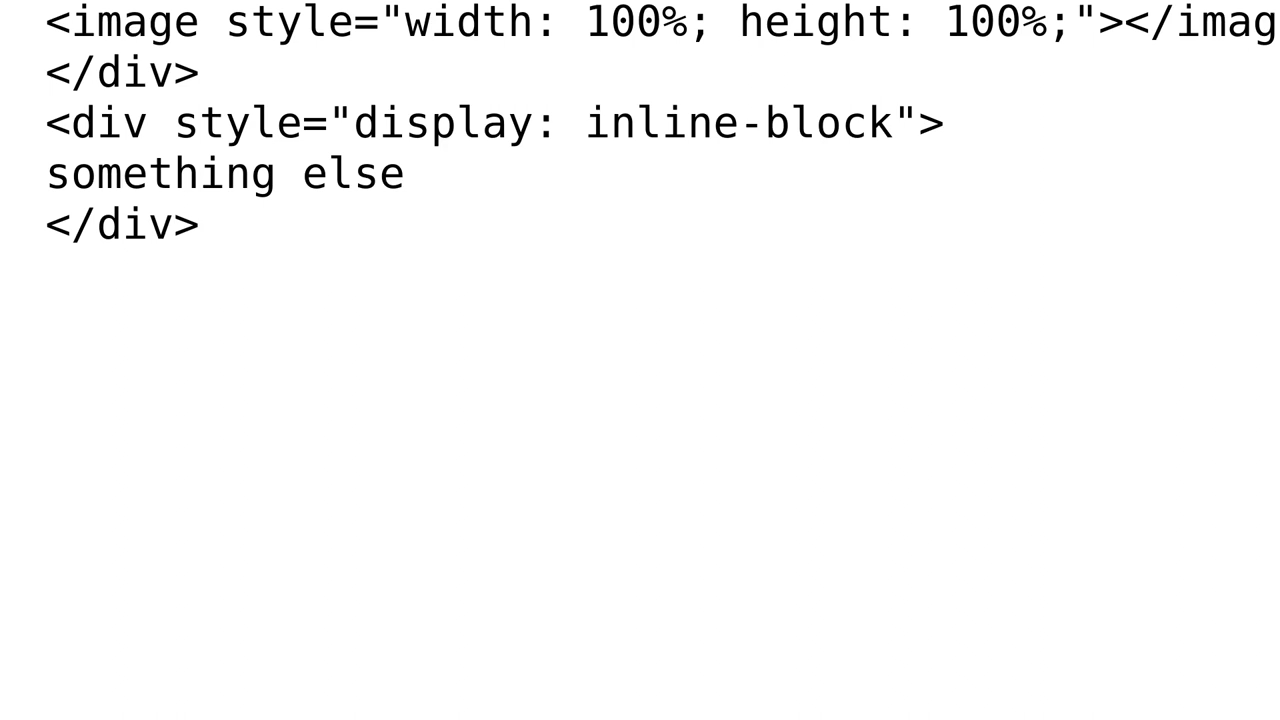 <image style="width: 100%; height: 100%;"></imag
</div>
<div style="display: inline-block">
something else
</div>